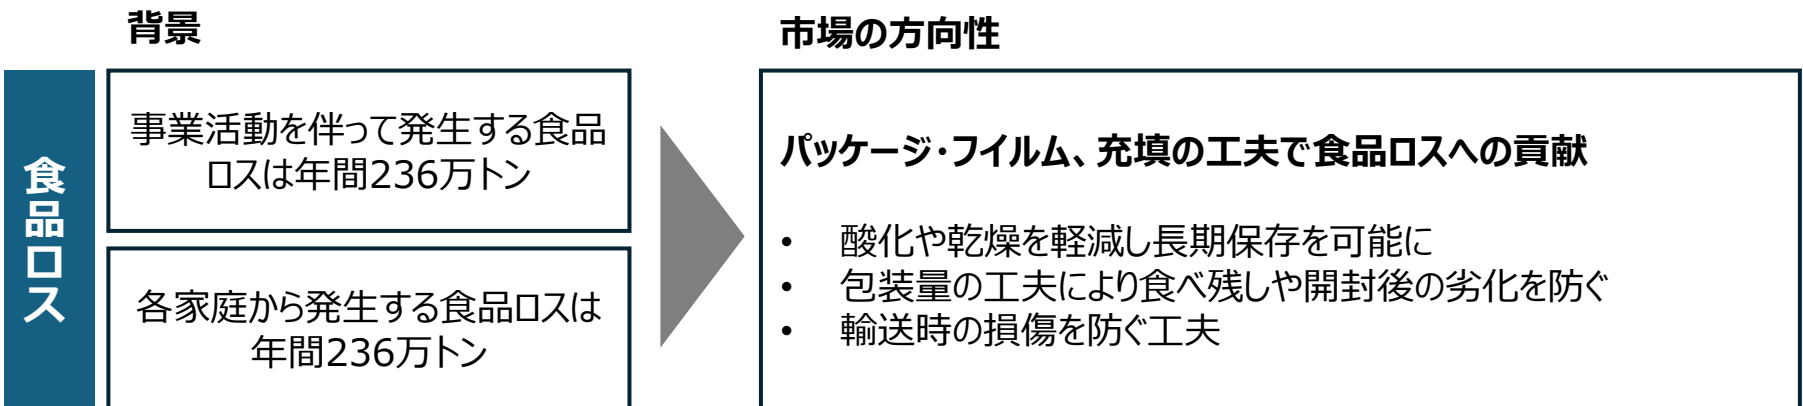 背景
市場の方向性
食品ロス
事業活動を伴って発生する食品
ロスは年間236万トン
各家庭から発生する食品ロスは
年間236万トン
パッケージ・フイルム、充填の工夫で食品ロスへの貢献
• 酸化や乾燥を軽減し長期保存を可能に
• 包装量の工夫により食べ残しや開封後の劣化を防ぐ
• 輸送時の損傷を防ぐ工夫